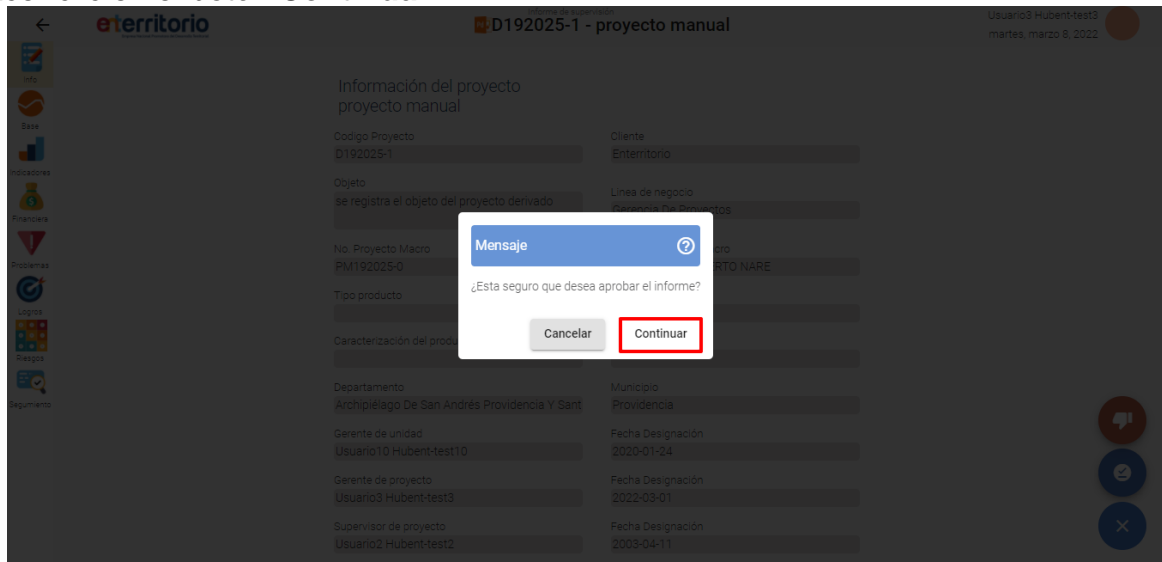 Informe de supervisión
eterritorio
D192025-1 - proyecto manual
Usuario3 Hubent-test3
martes, marzo 8, 2022
Info
Base
Indicadores
Financiera
Problemas
Logros
Riesgos
Seguimiento
Información del proyecto
proyecto manual
Codigo Proyecto
D192025-1
Cliente
Enterritorio
Objeto
se registra el objeto del proyecto derivado
Linea de negocio
Gerencia De Proyectos
No. Proyecto Macro
PM192025-0
cro
RTO NARE
Tipo producto
Caracterización del produ
Departamento
Archipiélago De San Andrés Providencia Y Sant
Municipio
Providencia
Gerente de unidad
Usuario10 Hubent-test10
Fecha Designación
2020-01-24
Gerente de proyecto
Usuario3 Hubent-test3
Fecha Designación
2022-03-01
Supervisor de proyecto
Usuario2 Hubent-test2
Fecha Designación
2003-04-11
Mensaje
¿Esta seguro que desea aprobar el informe?
Cancelar
Continuar